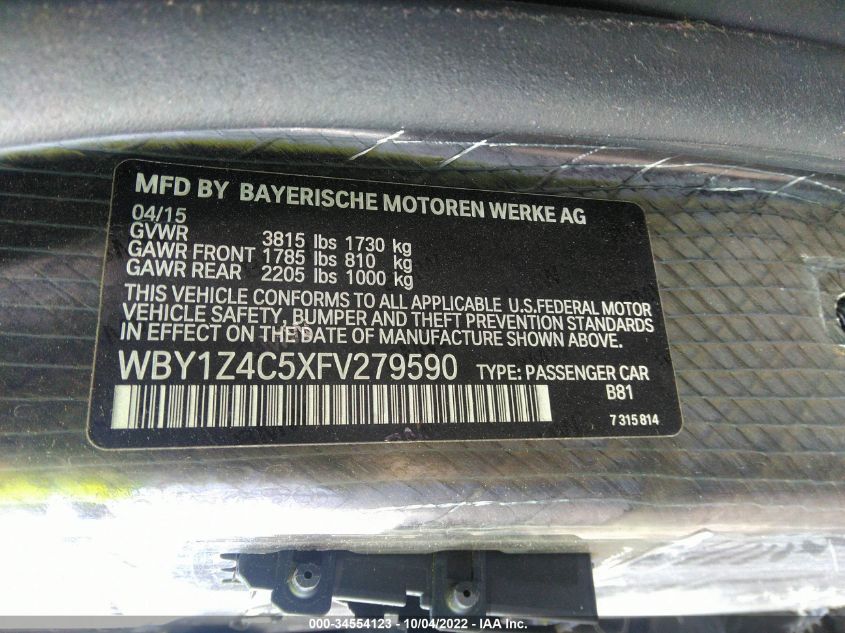 MFD BY BAYERISCHE MOTOREN WERKE AG
04/15
GVWR 3815 lbs 1730 kg
GAWR FRONT 1785 lbs 810 kg
GAWR REAR 2205 lbs 1000 kg
THIS VEHICLE CONFORMS TO ALL APPLICABLE U.S.FEDERAL MOTOR
VEHICLE SAFETY, BUMPER AND THEFT PREVENTION STANDARDS
IN EFFECT ON THE DATE OF MANUFACTURE SHOWN ABOVE.
WBY1Z4C5XFV279590 TYPE: PASSENGER CAR
B81
7 315 814
000-34554123 - 10/04/2022 - IAA Inc.